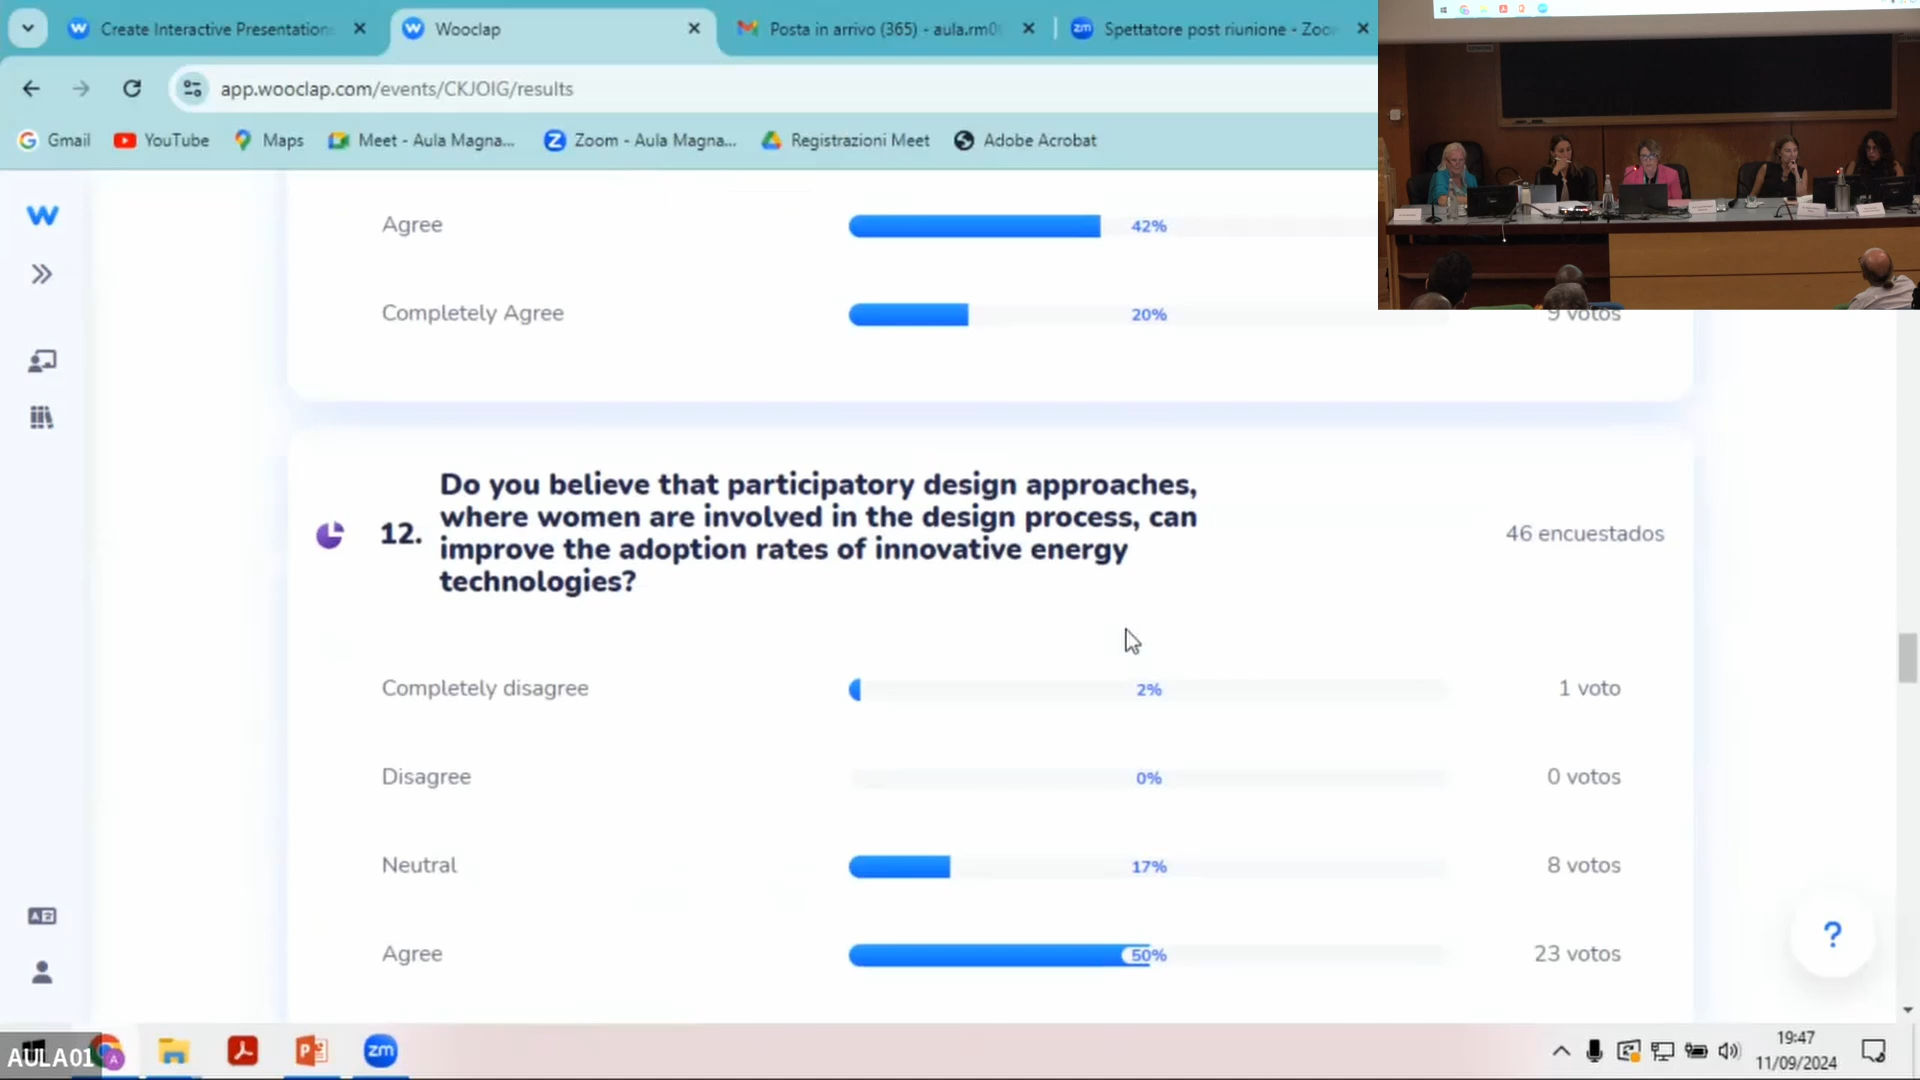 Create Interactive Presentation
Wooclap
Posta in arrivo (365) - aula.rm0
Spettatore post riunione - Zoo
app.wooclap.com/events/CKJOIG/results
Gmail
YouTube
Maps
Meet - Aula Magna...
Zoom - Aula Magna...
Registrazioni Meet
Adobe Acrobat
Agree
42%
Completely Agree
20%
9 votos
12.
Do you believe that participatory design approaches,
where women are involved in the design process, can
improve the adoption rates of innovative energy
technologies?
46 encuestados
Completely disagree
2%
1 voto
Disagree
0%
0 votos
Neutral
17%
8 votos
Agree
50%
23 votos
?
AULA01
zm
19:47
11/09/2024